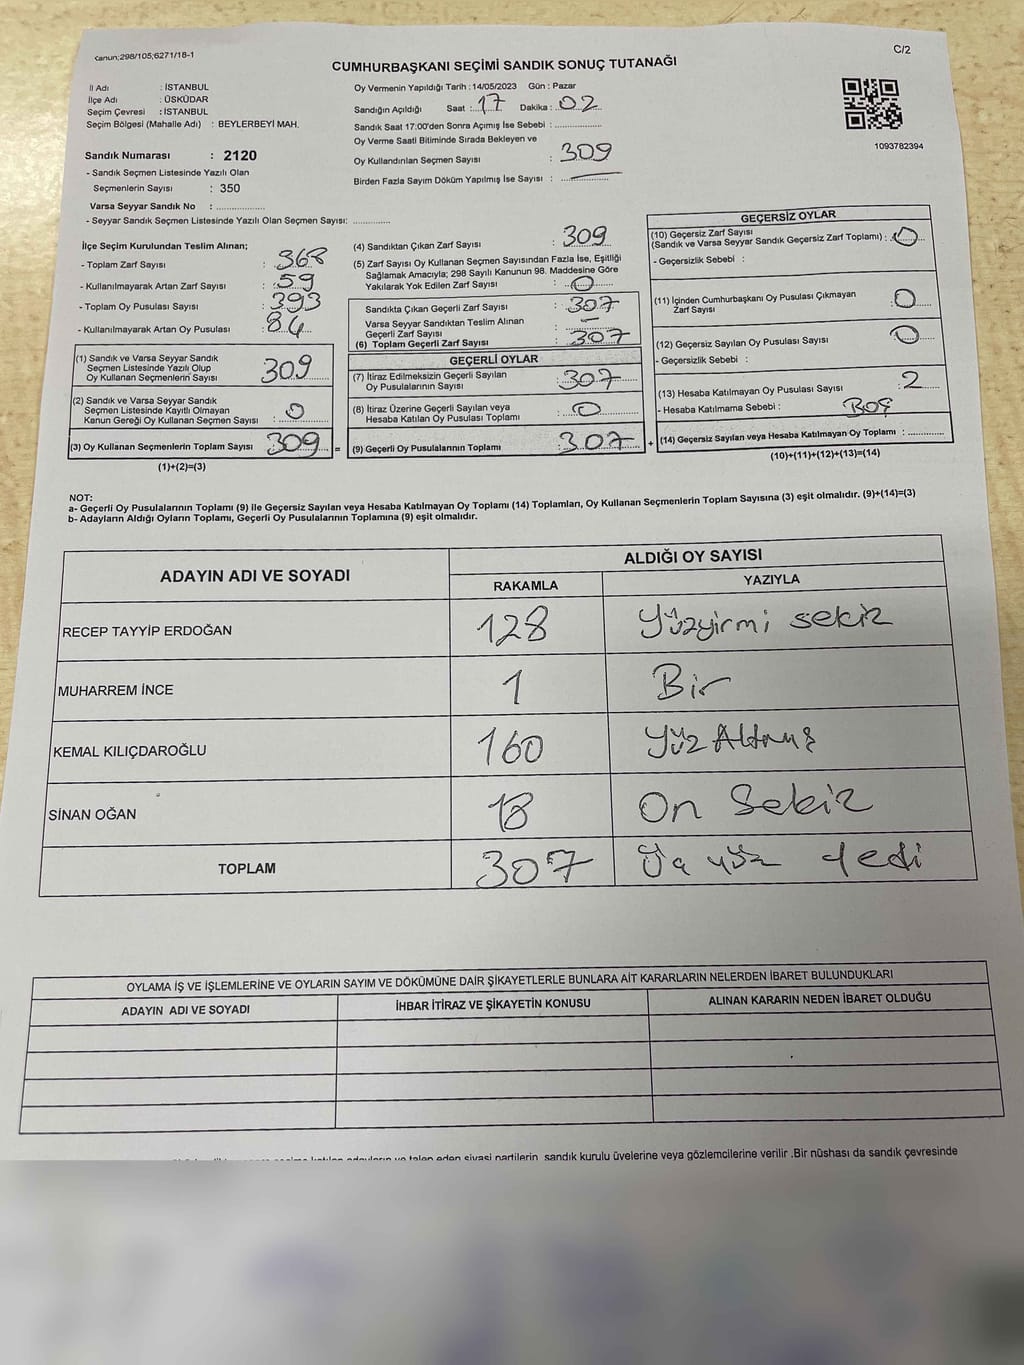 Kanun;298/105;6271/18-1
C/2
CUMHURBAŞKANI SEÇİMİ SANDIK SONUÇ TUTANAĞI
İl Adı : İSTANBUL
İlçe Adı : ÜSKÜDAR
Seçim Çevresi : İSTANBUL
Seçim Bölgesi (Mahalle Adı) : BEYLERBEYİ MAH.
Sandık Numarası : 2120
- Sandık Seçmen Listesinde Yazılı Olan
Seçmenlerin Sayısı : 350
Varsa Seyyar Sandık No : ..................
- Seyyar Sandık Seçmen Listesinde Yazılı Olan Seçmen Sayısı: ..............
Oy Vermenin Yapıldığı Tarih : 14/05/2023 Gün : Pazar
Sandığın Açıldığı Saat : 17 Dakika : 02
Sandık Saat 17:00'den Sonra Açımış İse Sebebi : ..................
Oy Verme Saati Bitiminde Sırada Bekleyen ve
Oy Kullandırılan Seçmen Sayısı : 309
Birden Fazla Sayım Döküm Yapılmış İse Sayısı : —
1093782394
İlçe Seçim Kurulundan Teslim Alınan;
- Toplam Zarf Sayısı : 368
- Kullanılmayarak Artan Zarf Sayısı : 59
- Toplam Oy Pusulası Sayısı : 393
- Kullanılmayarak Artan Oy Pusulası : 84
(1) Sandık ve Varsa Seyyar Sandık
Seçmen Listesinde Yazılı Olup
Oy Kullanan Seçmenlerin Sayısı 309
(2) Sandık ve Varsa Seyyar Sandık
Seçmen Listesinde Kayıtlı Olmayan
Kanun Gereği Oy Kullanan Seçmen Sayısı : 0
(3) Oy Kullanan Seçmenlerin Toplam Sayısı 309 =
(1)+(2)=(3)
(4) Sandıktan Çıkan Zarf Sayısı : 309
(5) Zarf Sayısı Oy Kullanan Seçmen Sayısından Fazla İse, Eşitliği
Sağlamak Amacıyla; 298 Sayılı Kanunun 98. Maddesine Göre
Yakılarak Yok Edilen Zarf Sayısı : 0
Sandıkta Çıkan Geçerli Zarf Sayısı : 307
Varsa Seyyar Sandıktan Teslim Alınan
Geçerli Zarf Sayısı : —
(6) Toplam Geçerli Zarf Sayısı : 307
GEÇERLİ OYLAR
(7) İtiraz Edilmeksizin Geçerli Sayılan
Oy Pusulalarının Sayısı : 307
(8) İtiraz Üzerine Geçerli Sayılan veya
Hesaba Katılan Oy Pusulası Toplamı : 0
(9) Geçerli Oy Pusulalarının Toplamı : 307 +
GEÇERSİZ OYLAR
(10) Geçersiz Zarf Sayısı
(Sandık ve Varsa Seyyar Sandık Geçersiz Zarf Toplamı) : 0
- Geçersizlik Sebebi :
(11) İçinden Cumhurbaşkanı Oy Pusulası Çıkmayan
Zarf Sayısı : 0
(12) Geçersiz Sayılan Oy Pusulası Sayısı : 0
- Geçersizlik Sebebi :
(13) Hesaba Katılmayan Oy Pusulası Sayısı : 2
- Hesaba Katılmama Sebebi : BOŞ
(14) Geçersiz Sayılan veya Hesaba Katılmayan Oy Toplamı : ............
(10)+(11)+(12)+(13)=(14)
NOT:
a- Geçerli Oy Pusulalarının Toplamı (9) ile Geçersiz Sayılan veya Hesaba Katılmayan Oy Toplamı (14) Toplamları, Oy Kullanan Seçmenlerin Toplam Sayısına (3) eşit olmalıdır. (9)+(14)=(3)
b- Adayların Aldığı Oyların Toplamı, Geçerli Oy Pusulalarının Toplamına (9) eşit olmalıdır.
ADAYIN ADI VE SOYADI
ALDIĞI OY SAYISI
RAKAMLA YAZIYLA
RECEP TAYYİP ERDOĞAN 128 Yüzyirmi sekiz
MUHARREM İNCE 1 Bir
KEMAL KILIÇDAROĞLU 160 Yüz Altmış
SİNAN OĞAN 18 On Sekiz
TOPLAM 307 Üç yüz yedi
OYLAMA İŞ VE İŞLEMLERİNE VE OYLARIN SAYIM VE DÖKÜMÜNE DAİR ŞİKAYETLERLE BUNLARA AİT KARARLARIN NELERDEN İBARET BULUNDUKLARI
ADAYIN ADI VE SOYADI İHBAR İTİRAZ VE ŞİKAYETİN KONUSU ALINAN KARARIN NEDEN İBARET OLDUĞU
seçime katılan adayların ve talep eden siyasi partilerin sandık kurulu üyelerine veya gözlemcilerine verilir .Bir nüshası da sandık çevresinde